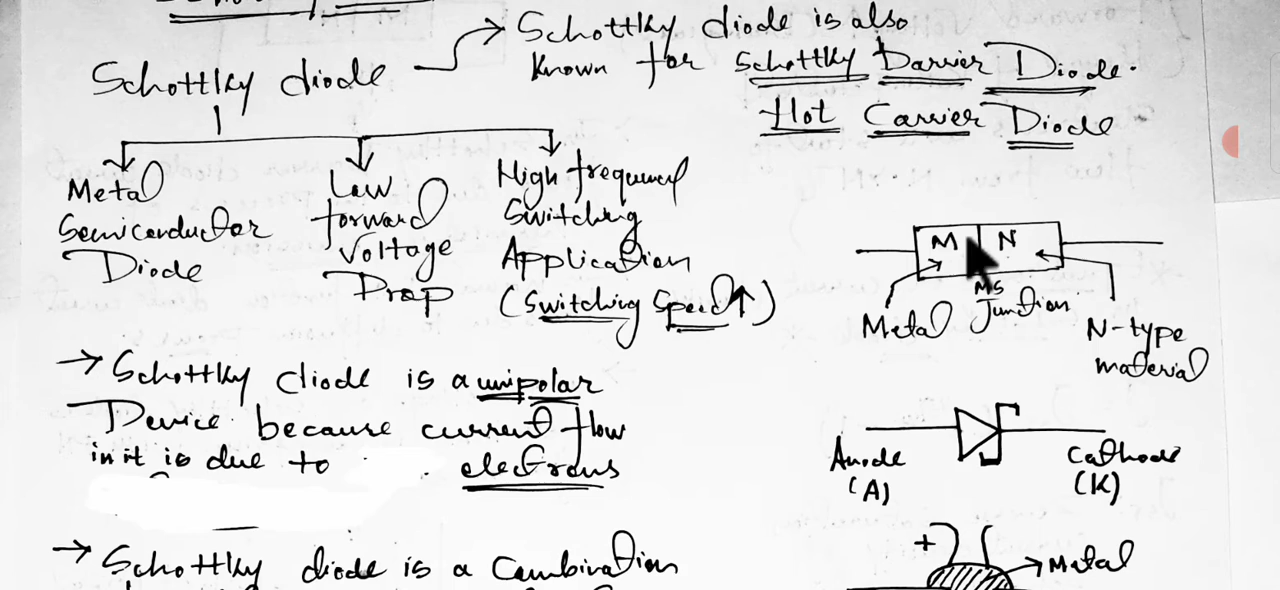 Schottky diode
Schottky diode is also
Known for Schottky Barrier Diode.
Hot Carrier Diode
Metal
Semiconductor
Diode
Low
forward
Voltage
Drop
High frequency
Switching
Application
(Switching Speed↑)
M N
Metal
MS
Junction
N-type
material
→ Schottky diode is a unipolar
Device because current flow
in it is due to electrons
Anode
(A)
Cathode
(K)
→ Schottky diode is a Combination
+
→ Metal